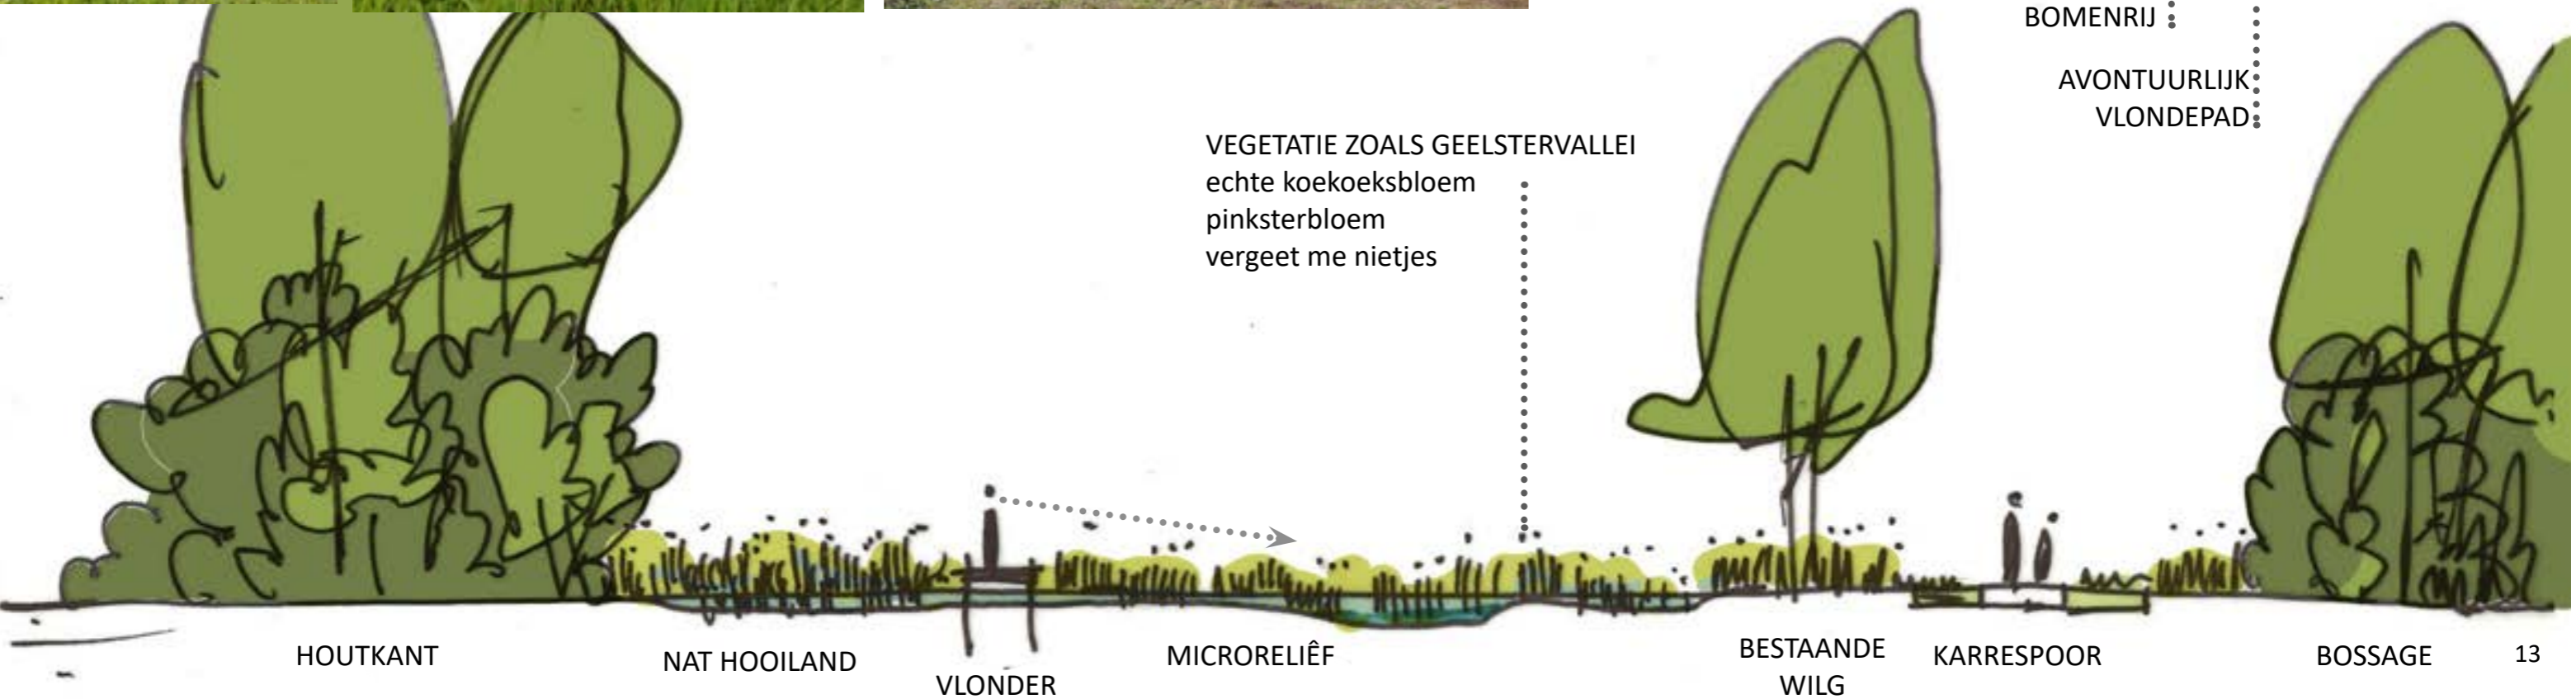 BOMENRIJ
AVONTUURLIJK
VLONDEPAD
VEGETATIE ZOALS GEELSTERVALLEI
echte koekoeksbloem
pinksterbloem
vergeet me nietjes
HOUTKANT
NAT HOOILAND
VLONDER
MICRORELIÊF
BESTAANDE
WILG
KARRESPOOR
BOSSAGE
13